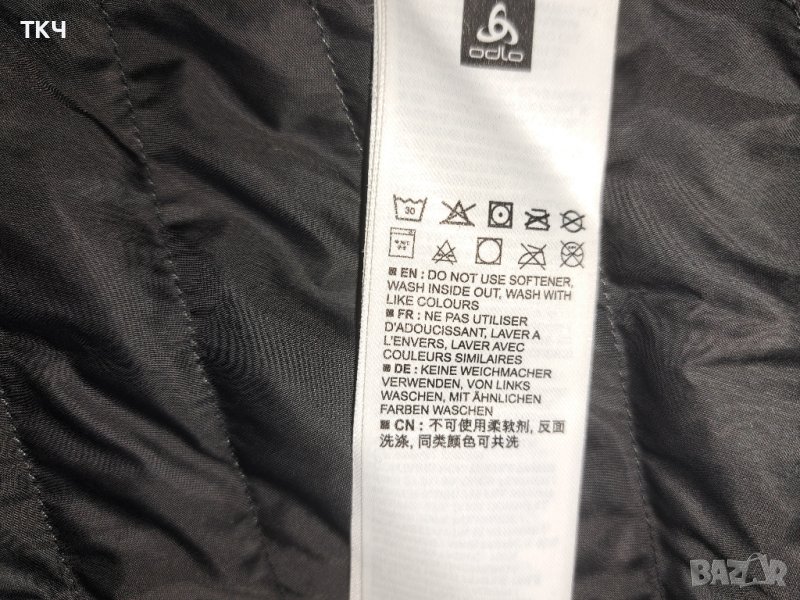 ТКЧ
odlo
30
EN : DO NOT USE SOFTENER,
WASH INSIDE OUT, WASH WITH
LIKE COLOURS
FR : NE PAS UTILISER
D'ADOUCISSANT, LAVER A
L'ENVERS, LAVER AVEC
COULEURS SIMILAIRES
DE : KEINE WEICHMACHER
VERWENDEN, VON LINKS
WASCHEN, MIT ÄHNLICHEN
FARBEN WASCHEN
CN : 不可使用柔软剂, 反面
洗涤, 同类颜色可共洗
BAZAR